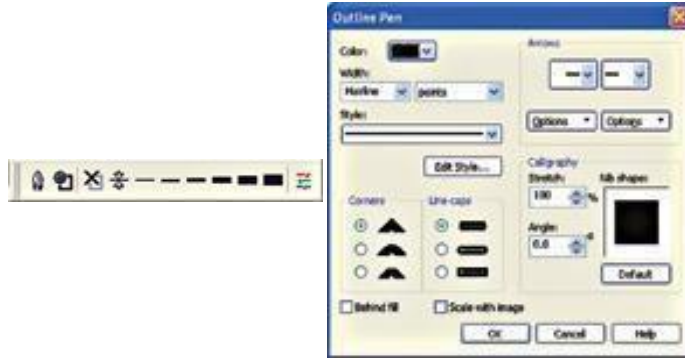 Outline Pen
Color:
Arrows
Width:
Hairline points
Style:
Options Options
Edit Style...
Calligraphy
Stretch: Nib shape:
100 %
Corners Line caps
Angle:
0.0 °
Default
Behind fill Scale with image
OK Cancel Help